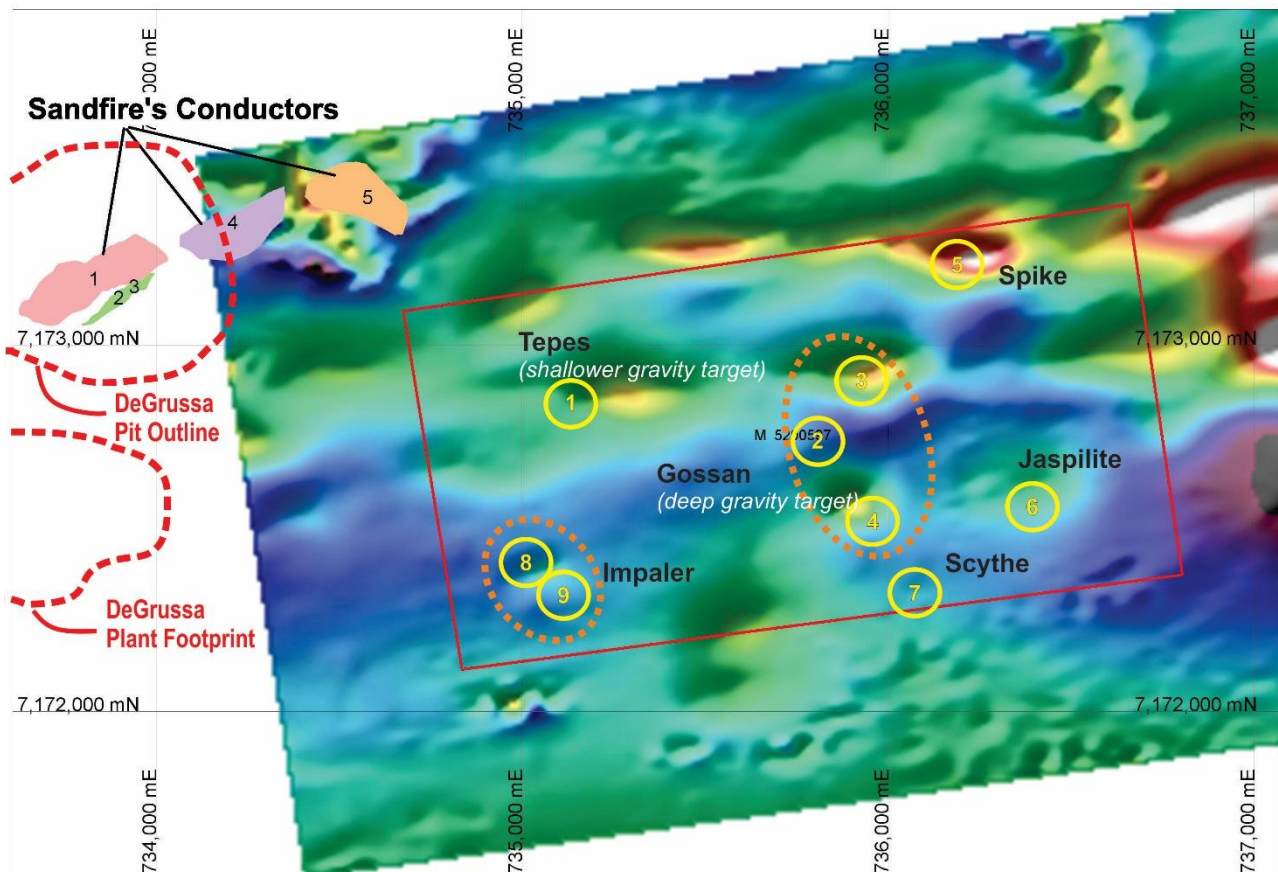 734,000 mE
735,000 mE
736,000 mE
737,000 mE
Sandfire's Conductors
5
4
1
3
2
5
Spike
7,173,000 mN
7,173,000 mN
Tepes
(shallower gravity target)
3
1
DeGrussa
Pit Outline
2
Gossan
(deep gravity target)
Jaspilite
4
6
8
Impaler
Scythe
9
7
DeGrussa
Plant Footprint
7,172,000 mN
7,172,000 mN
734,000 mE
735,000 mE
736,000 mE
737,000 mE